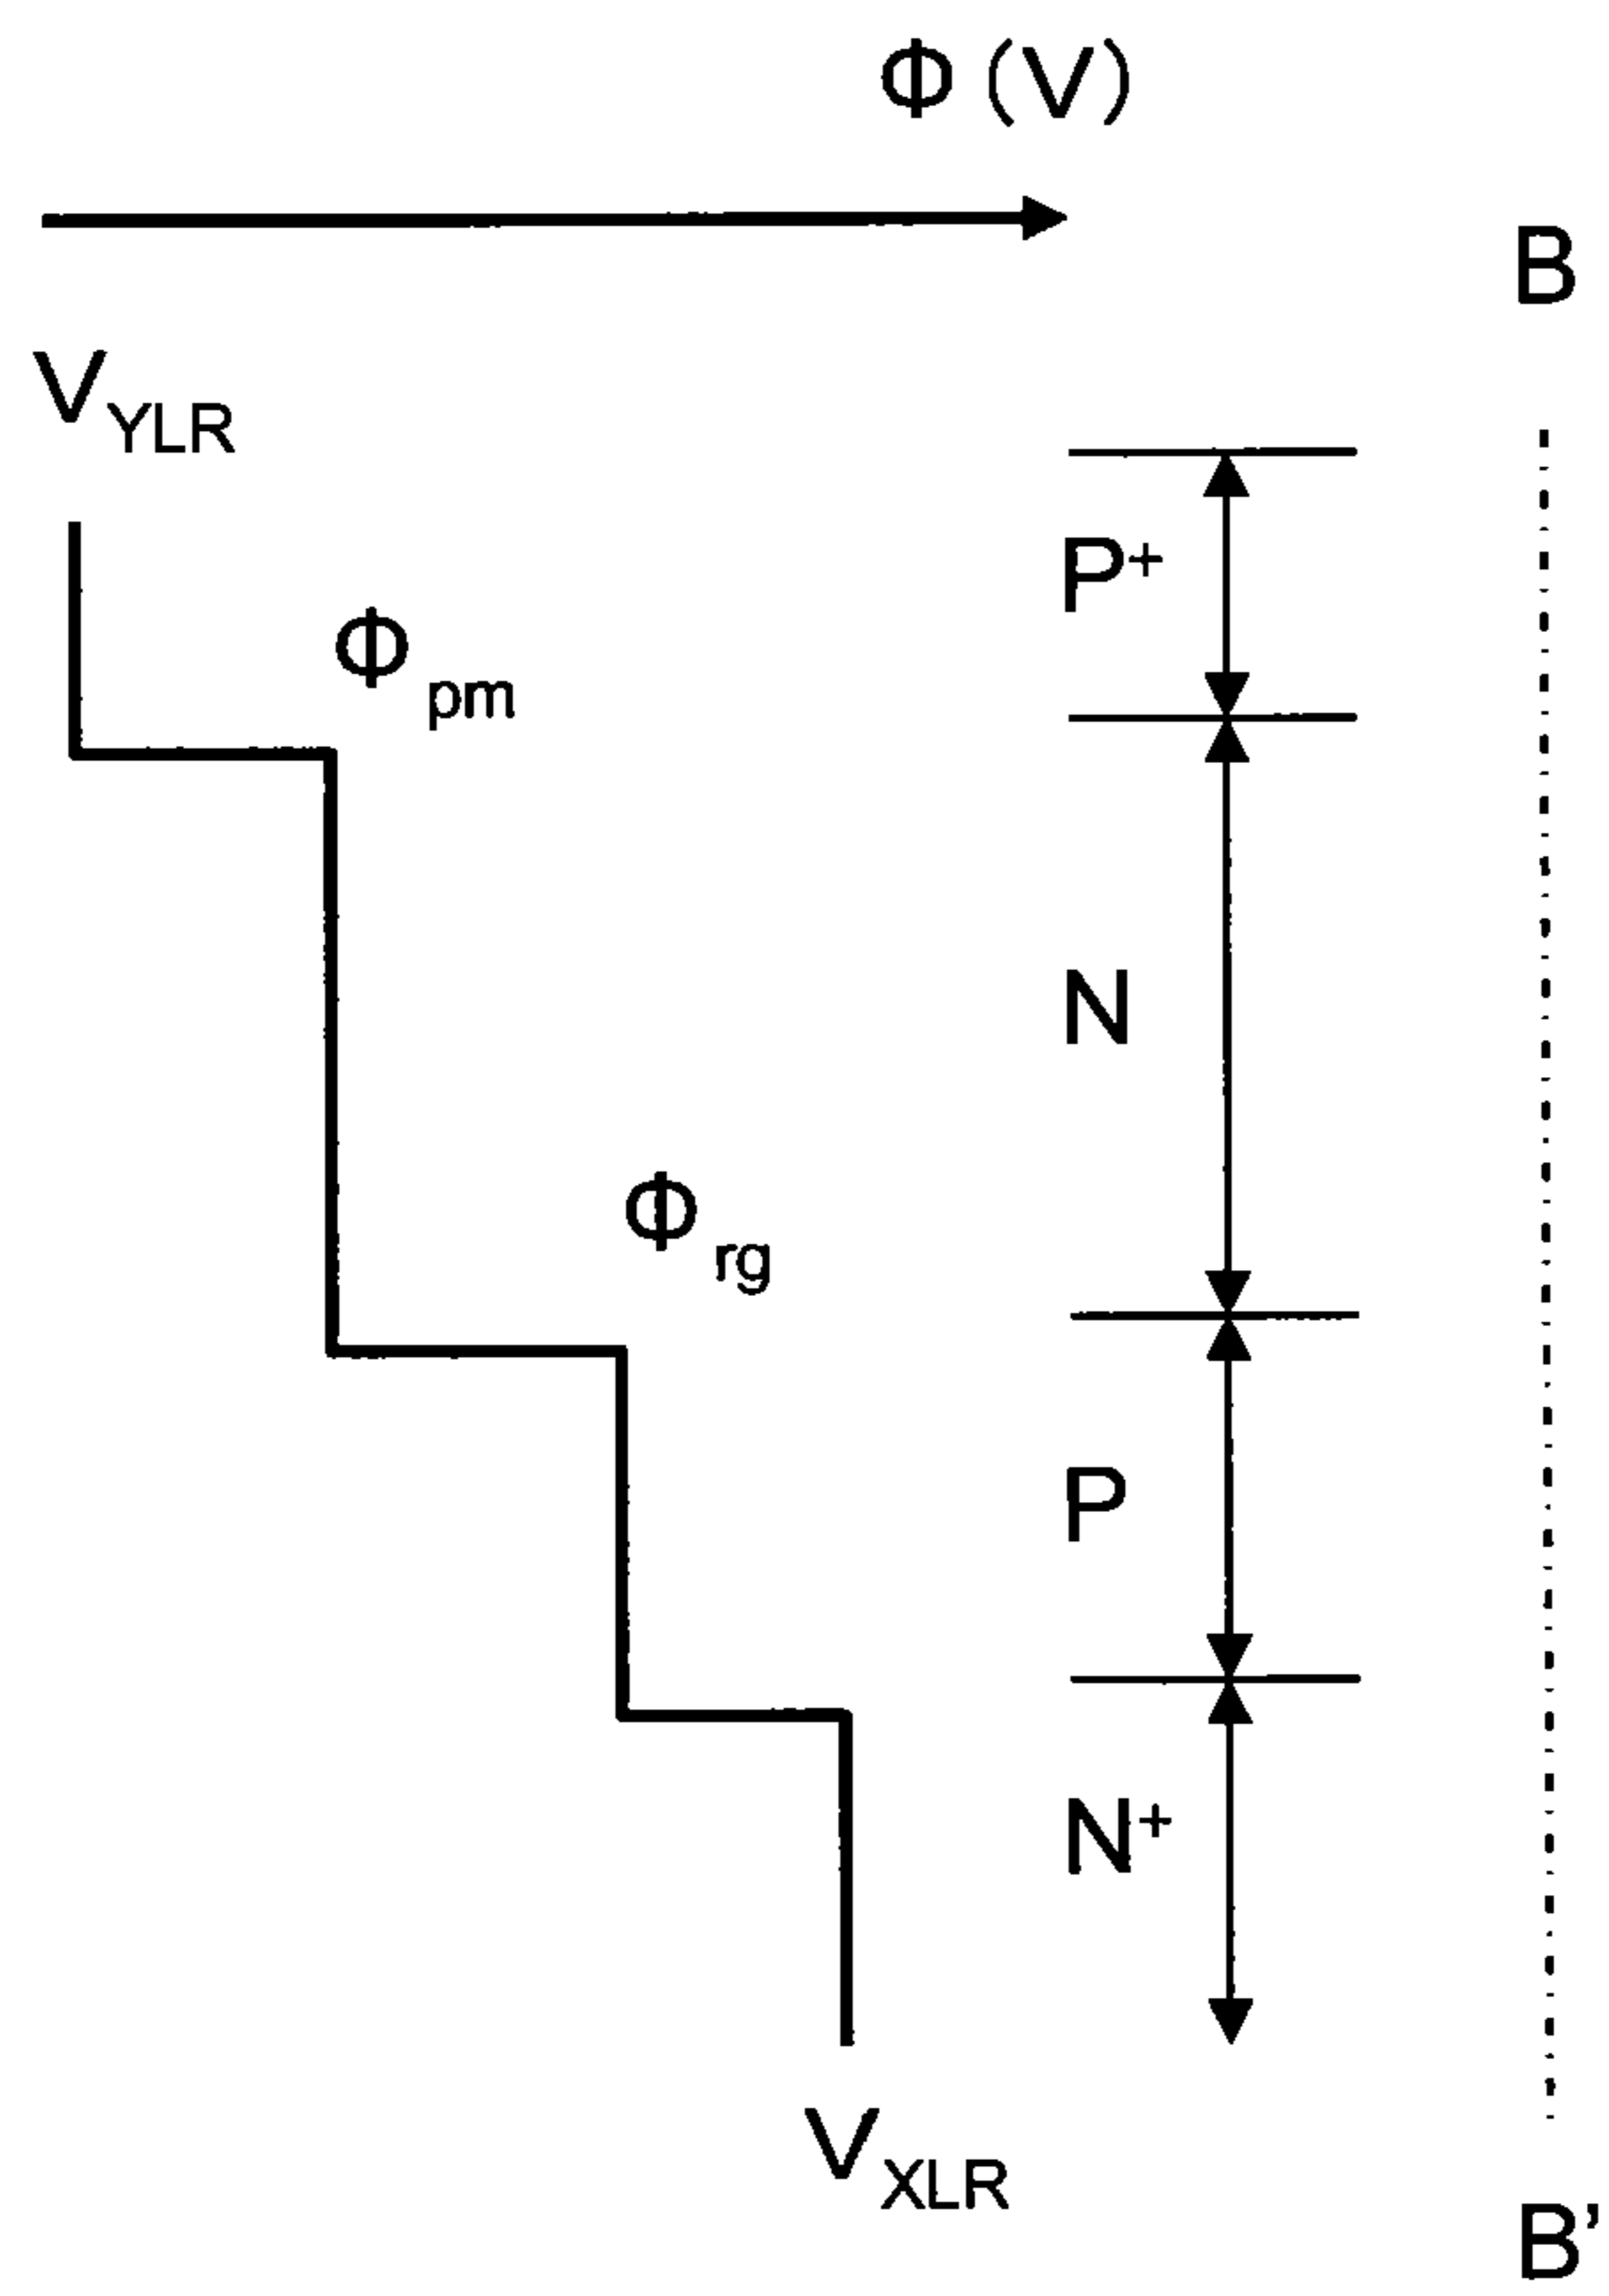 Φ (V)
B
V_YLR
P⁺
Φ_pm
N
Φ_rg
P
N⁺
V_XLR
B’